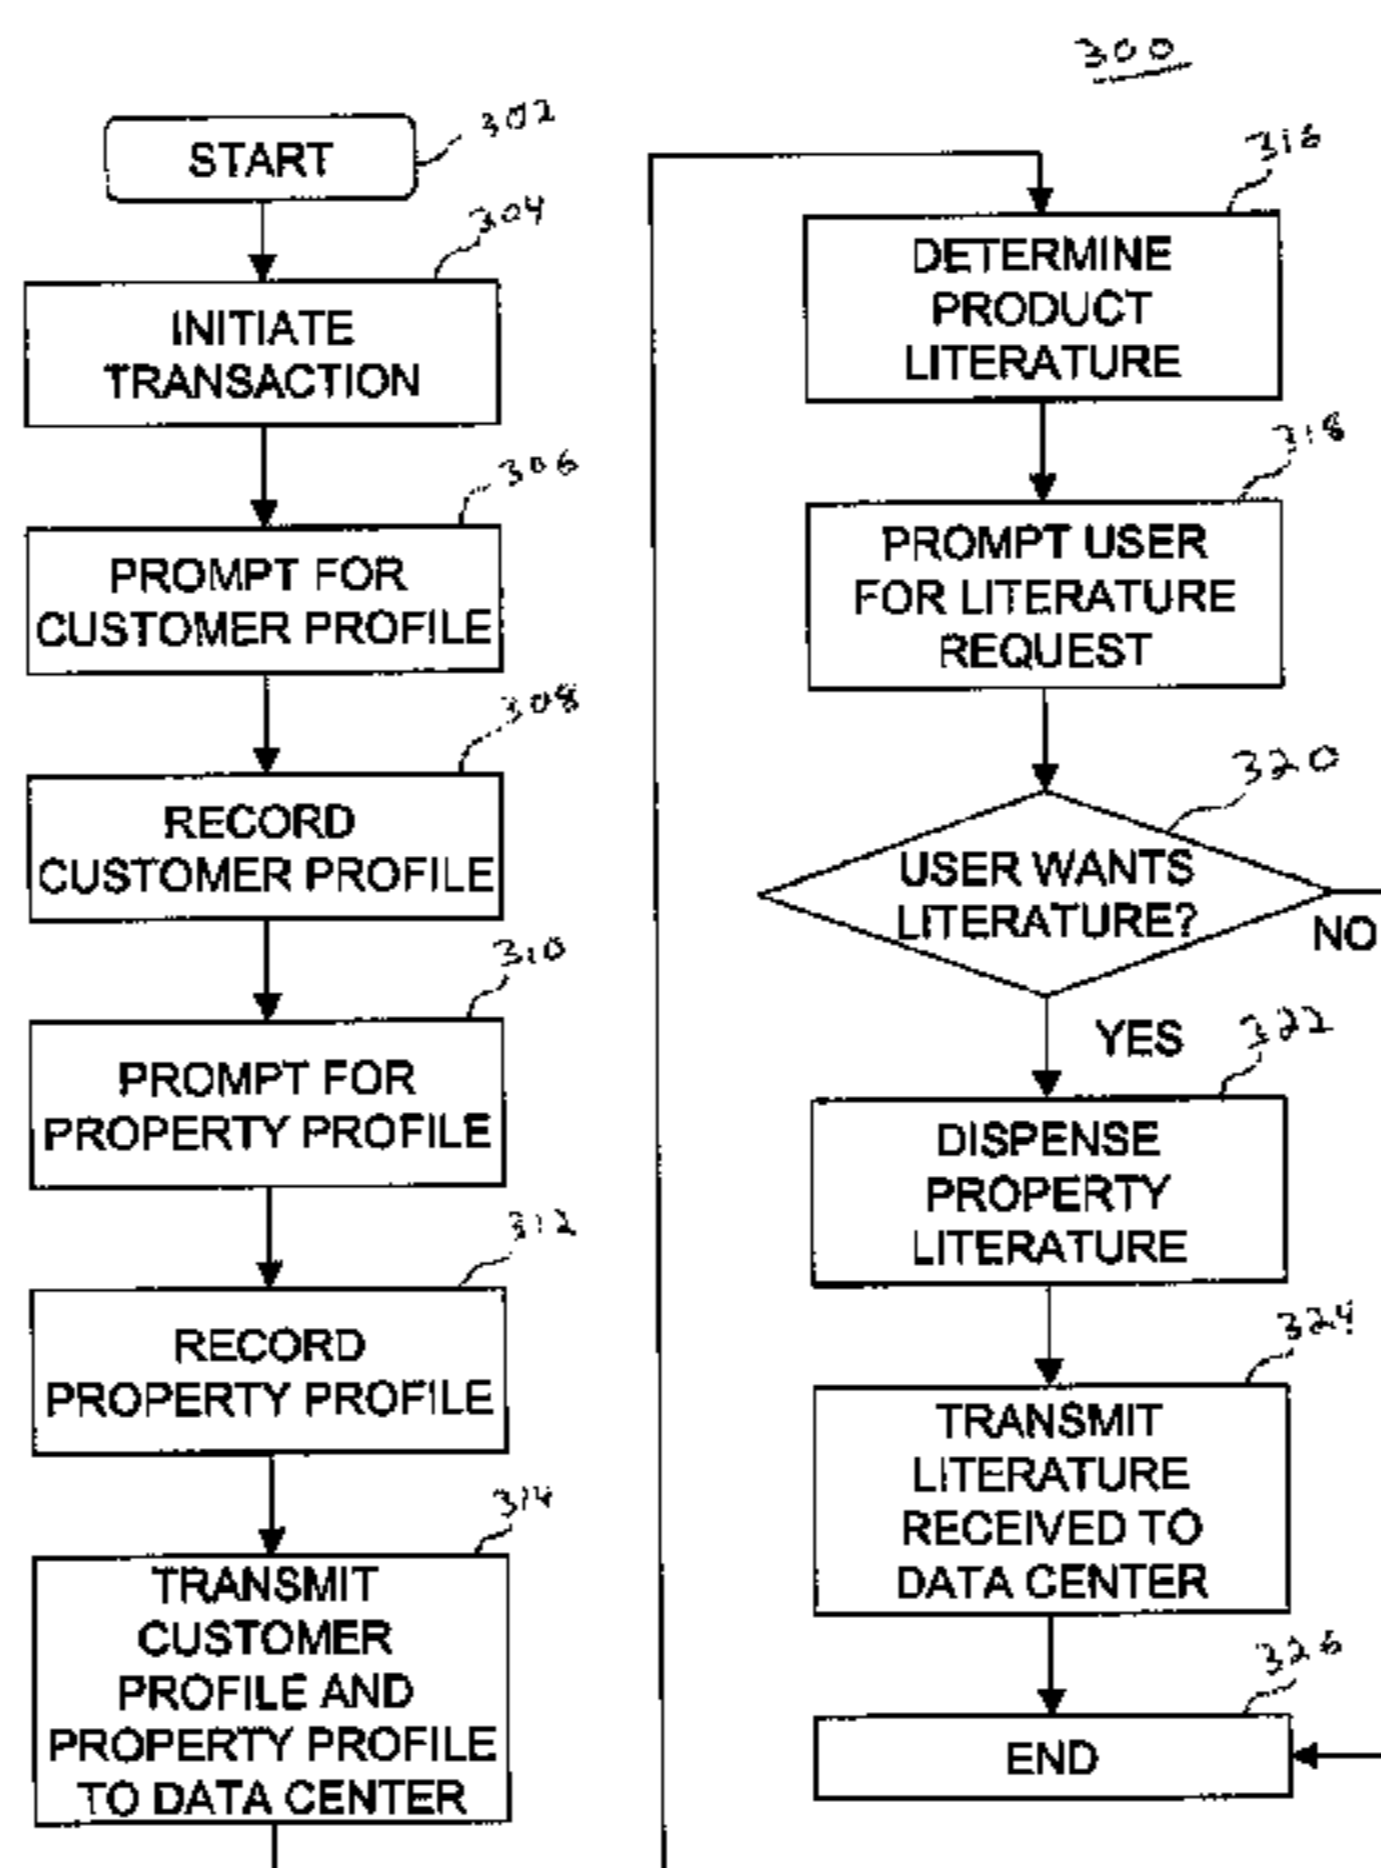 300
302
START
304
INITIATE
TRANSACTION
306
PROMPT FOR
CUSTOMER PROFILE
308
RECORD
CUSTOMER PROFILE
310
PROMPT FOR
PROPERTY PROFILE
312
RECORD
PROPERTY PROFILE
314
TRANSMIT
CUSTOMER
PROFILE AND
PROPERTY PROFILE
TO DATA CENTER
316
DETERMINE
PRODUCT
LITERATURE
318
PROMPT USER
FOR LITERATURE
REQUEST
320
USER WANTS
LITERATURE?
NO
YES
322
DISPENSE
PROPERTY
LITERATURE
324
TRANSMIT
LITERATURE
RECEIVED TO
DATA CENTER
326
END